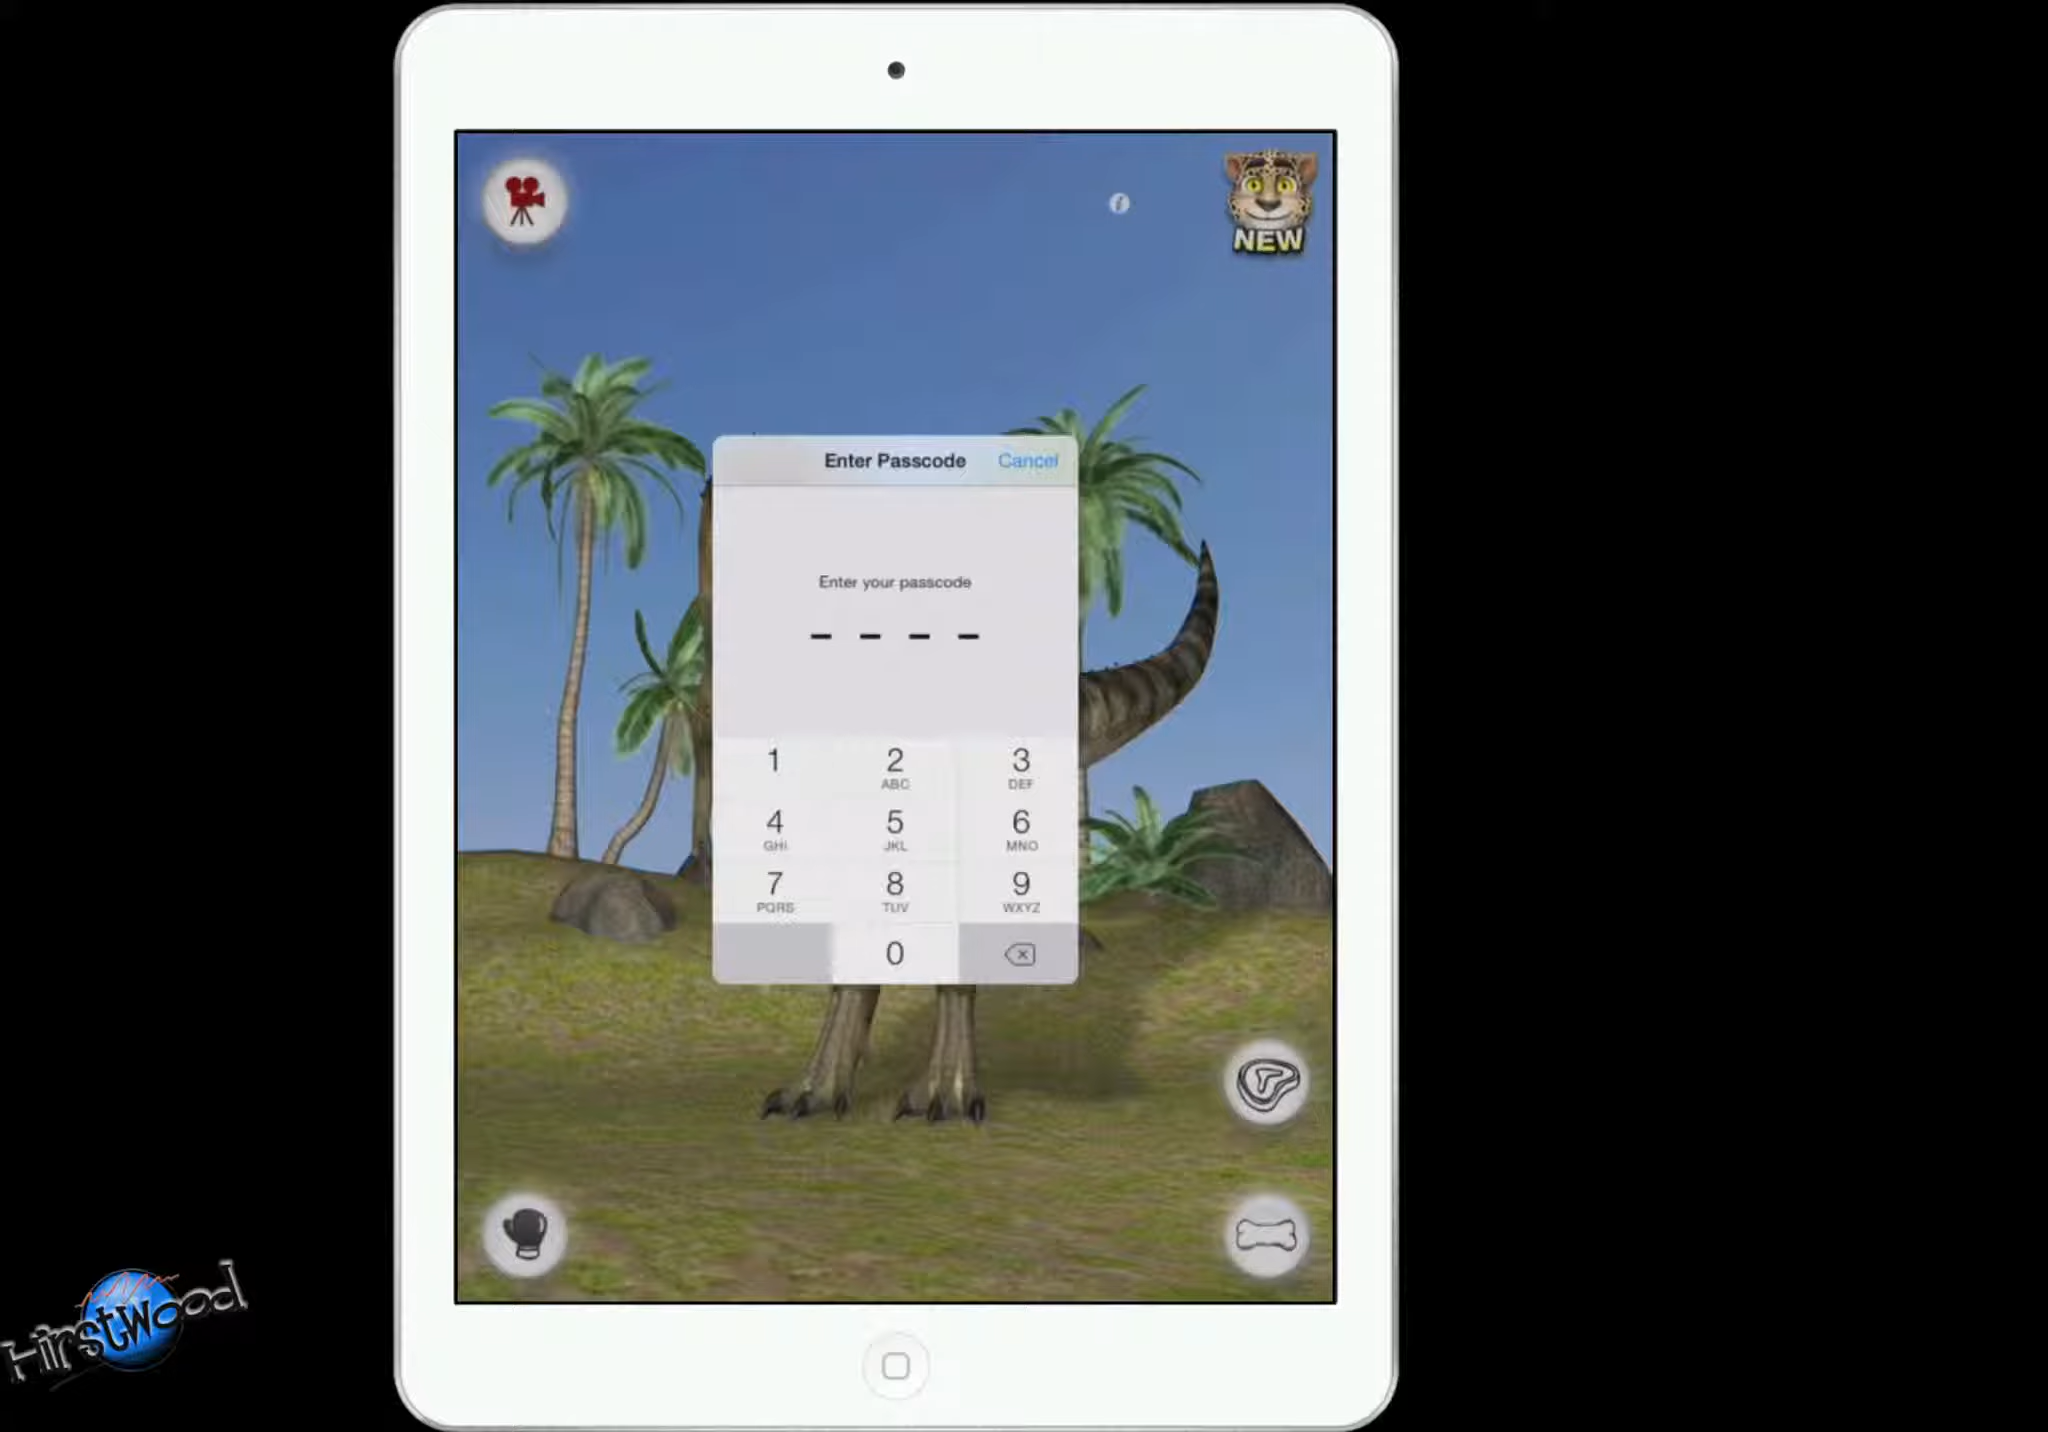 NEW
Enter Passcode Cancel
Enter your passcode
1 2 3
ABC DEF
4 5 6
GHI JKL MNO
7 8 9
PQRS TUV WXYZ
0
Hirstwood